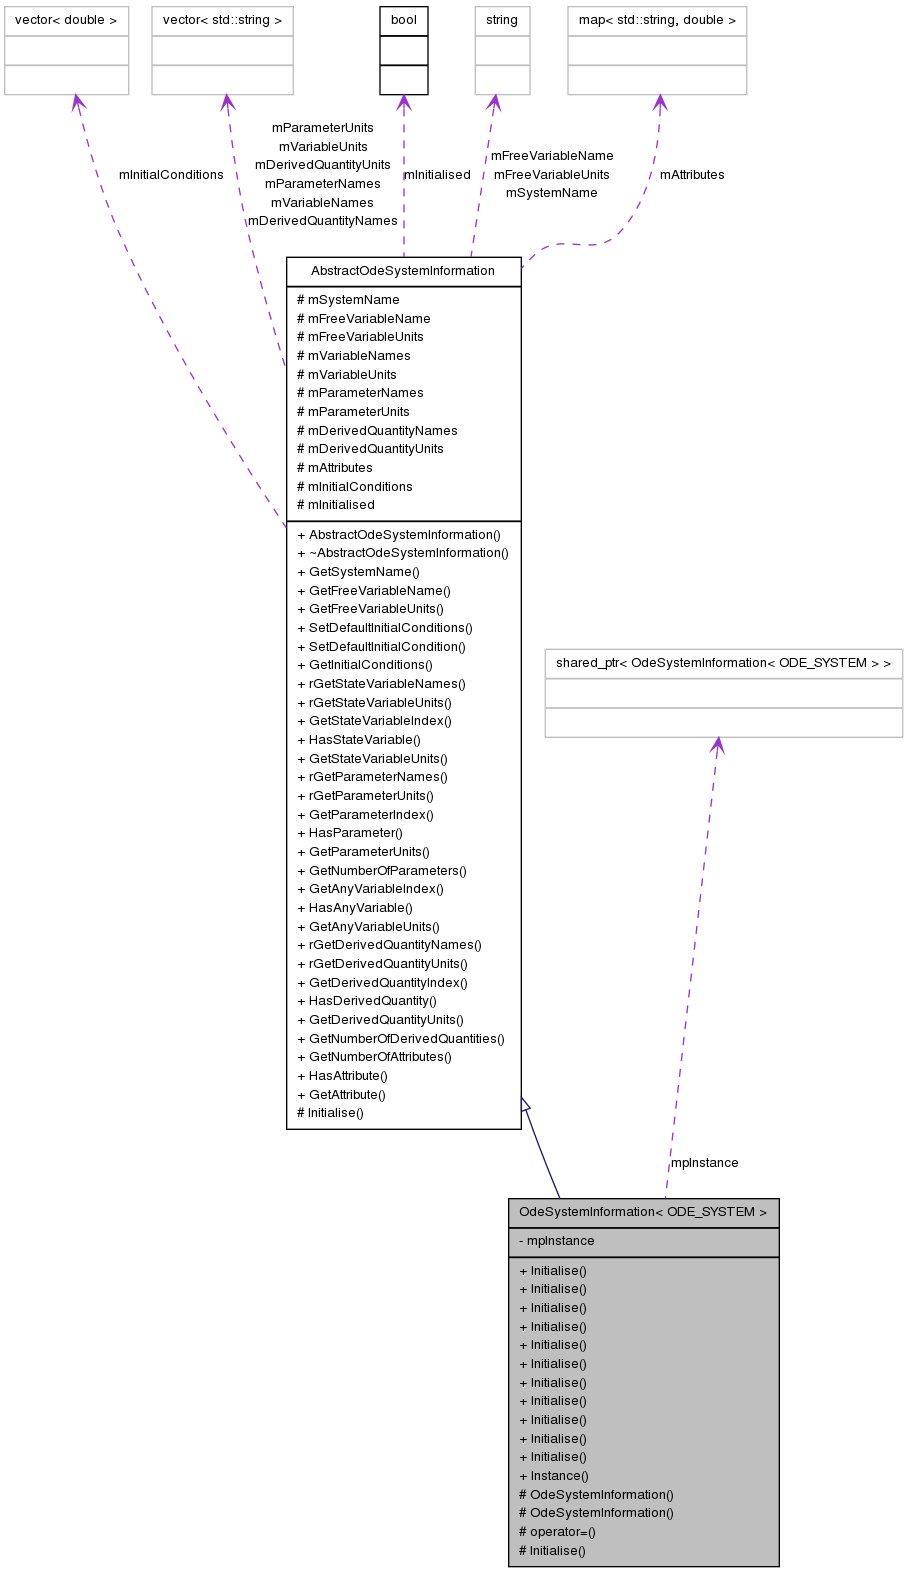 vector< double >
vector< std::string >
bool
string
map< std::string, double >
mParameterUnits
mVariableUnits
mDerivedQuantityUnits
mParameterNames
mVariableNames
mDerivedQuantityNames
mInitialConditions
mInitialised
mFreeVariableName
mFreeVariableUnits
mSystemName
mAttributes
AbstractOdeSystemInformation
# mSystemName
# mFreeVariableName
# mFreeVariableUnits
# mVariableNames
# mVariableUnits
# mParameterNames
# mParameterUnits
# mDerivedQuantityNames
# mDerivedQuantityUnits
# mAttributes
# mInitialConditions
# mInitialised
+ AbstractOdeSystemInformation()
+ ~AbstractOdeSystemInformation()
+ GetSystemName()
+ GetFreeVariableName()
+ GetFreeVariableUnits()
+ SetDefaultInitialConditions()
+ SetDefaultInitialCondition()
+ GetInitialConditions()
+ rGetStateVariableNames()
+ rGetStateVariableUnits()
+ GetStateVariableIndex()
+ HasStateVariable()
+ GetStateVariableUnits()
+ rGetParameterNames()
+ rGetParameterUnits()
+ GetParameterIndex()
+ HasParameter()
+ GetParameterUnits()
+ GetNumberOfParameters()
+ GetAnyVariableIndex()
+ HasAnyVariable()
+ GetAnyVariableUnits()
+ rGetDerivedQuantityNames()
+ rGetDerivedQuantityUnits()
+ GetDerivedQuantityIndex()
+ HasDerivedQuantity()
+ GetDerivedQuantityUnits()
+ GetNumberOfDerivedQuantities()
+ GetNumberOfAttributes()
+ HasAttribute()
+ GetAttribute()
# Initialise()
shared_ptr< OdeSystemInformation< ODE_SYSTEM > >
mpInstance
OdeSystemInformation< ODE_SYSTEM >
- mpInstance
+ Initialise()
+ Initialise()
+ Initialise()
+ Initialise()
+ Initialise()
+ Initialise()
+ Initialise()
+ Initialise()
+ Initialise()
+ Initialise()
+ Initialise()
+ Instance()
# OdeSystemInformation()
# OdeSystemInformation()
# operator=()
# Initialise()